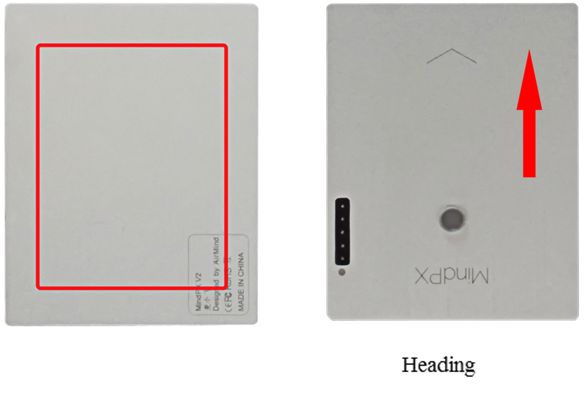 MindPX V2
Designed by AirMind
MADE IN CHINA
MindPX
Heading